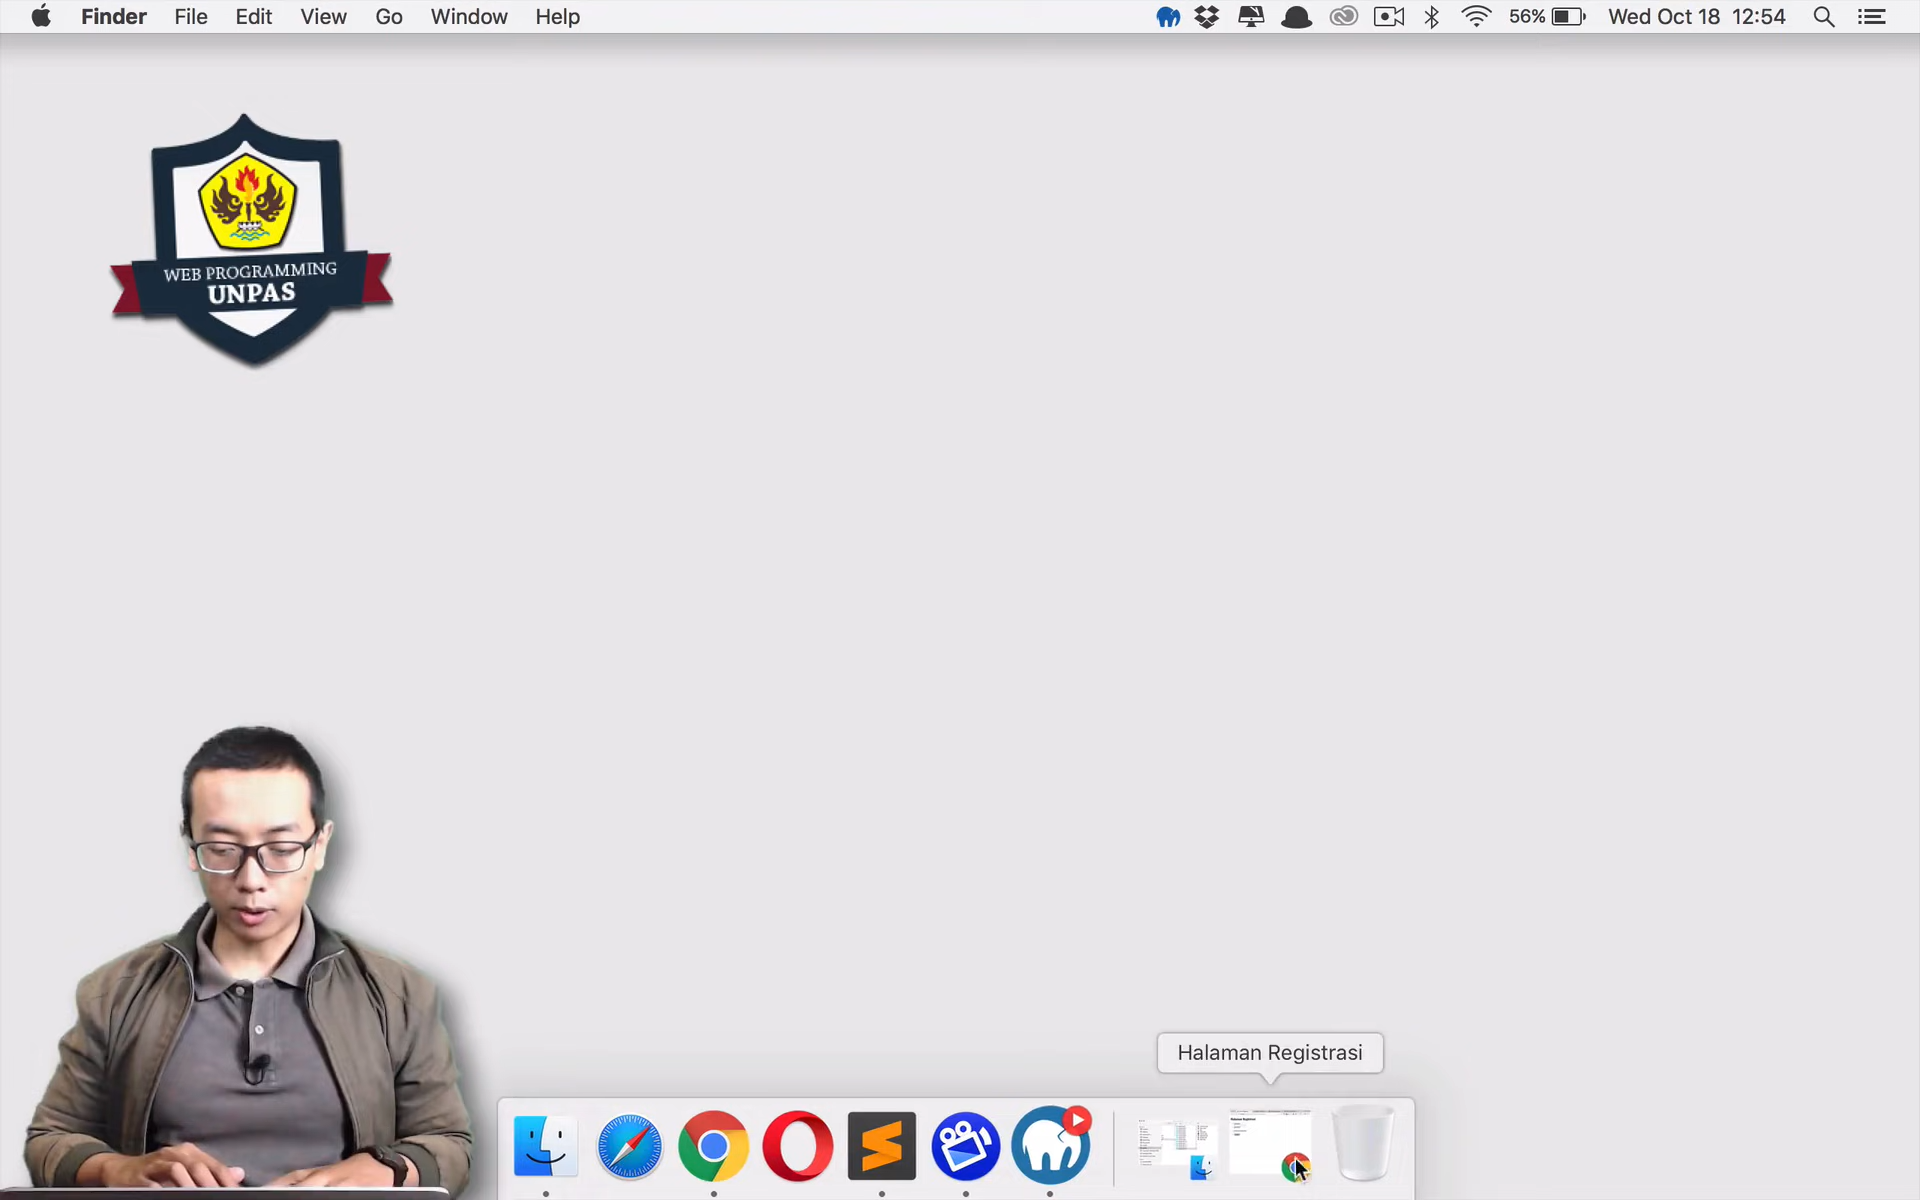 Finder File Edit View Go Window Help 56% Wed Oct 18 12:54
WEB PROGRAMMING
UNPAS
Halaman Registrasi